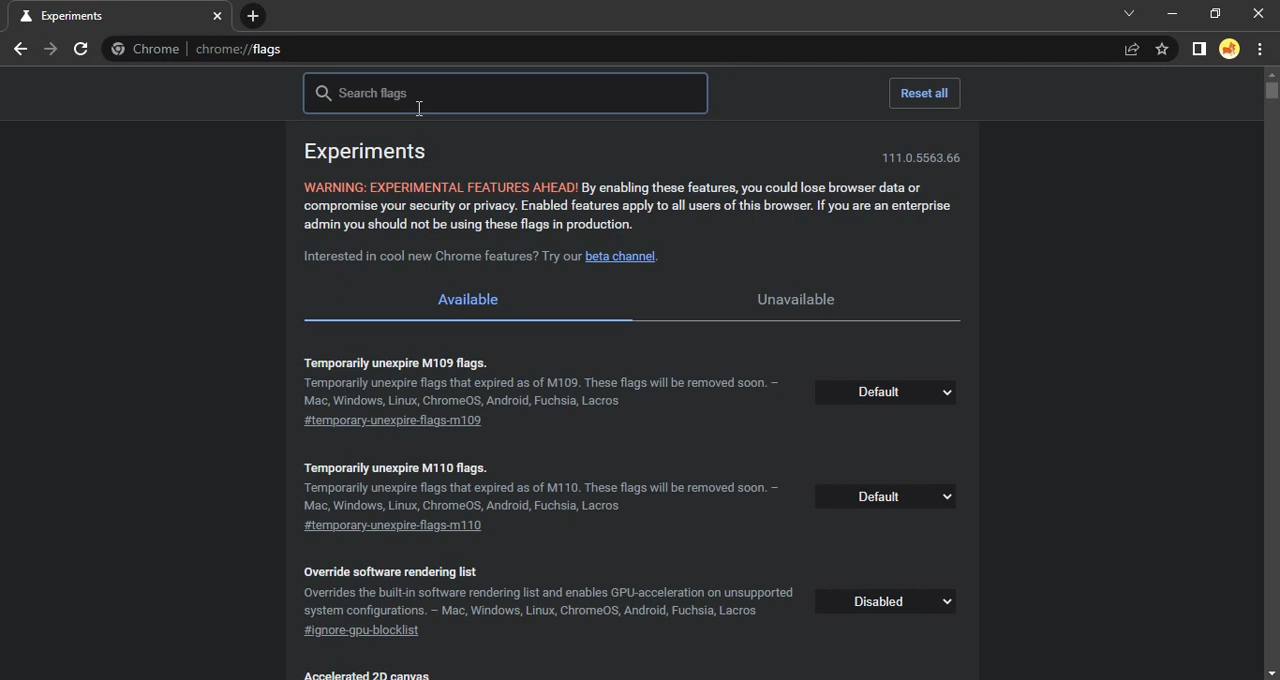 Experiments
Chrome | chrome://flags
Search flags
Reset all
Experiments
111.0.5563.66
WARNING: EXPERIMENTAL FEATURES AHEAD! By enabling these features, you could lose browser data or
compromise your security or privacy. Enabled features apply to all users of this browser. If you are an enterprise
admin you should not be using these flags in production.
Interested in cool new Chrome features? Try our beta channel.
Available
Unavailable
Temporarily unexpire M109 flags.
Temporarily unexpire flags that expired as of M109. These flags will be removed soon. –
Mac, Windows, Linux, ChromeOS, Android, Fuchsia, Lacros
#temporary-unexpire-flags-m109
Default
Temporarily unexpire M110 flags.
Temporarily unexpire flags that expired as of M110. These flags will be removed soon. –
Mac, Windows, Linux, ChromeOS, Android, Fuchsia, Lacros
#temporary-unexpire-flags-m110
Default
Override software rendering list
Overrides the built-in software rendering list and enables GPU-acceleration on unsupported
system configurations. – Mac, Windows, Linux, ChromeOS, Android, Fuchsia, Lacros
#ignore-gpu-blocklist
Disabled
Accelerated 2D canvas